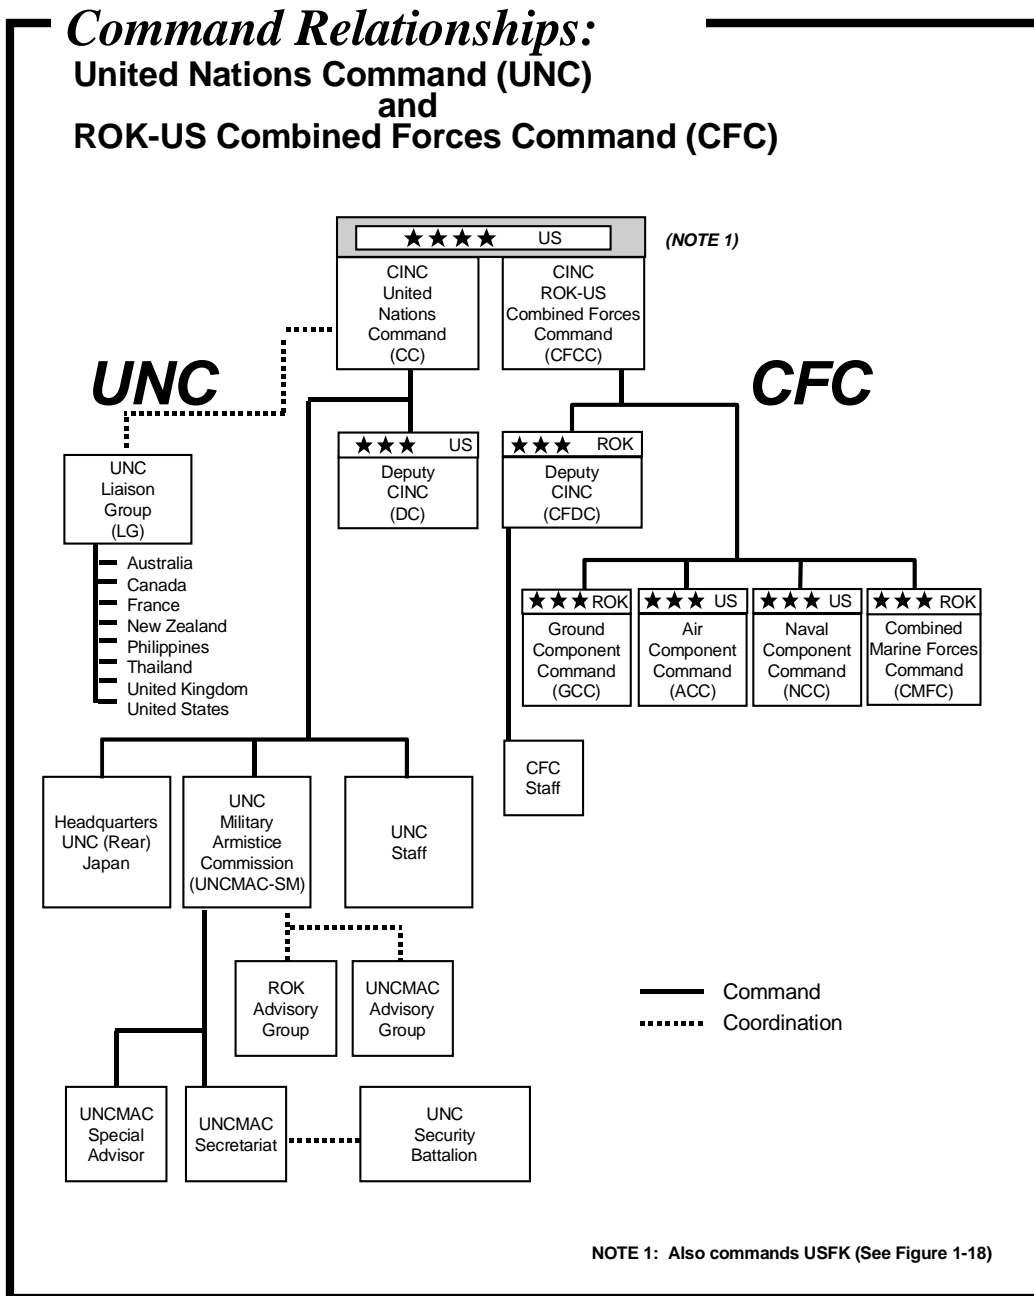 Command Relationships:
United Nations Command (UNC)
and
ROK-US Combined Forces Command (CFC)
★★★★ US
(NOTE 1)
CINC
United
Nations
Command
(CC)
CINC
ROK-US
Combined Forces
Command
(CFCC)
UNC
CFC
★★★ US
Deputy
CINC
(DC)
★★★ ROK
Deputy
CINC
(CFDC)
UNC
Liaison
Group
(LG)
Australia
Canada
France
New Zealand
Philippines
Thailand
United Kingdom
United States
★★★ ROK
Ground
Component
Command
(GCC)
★★★ US
Air
Component
Command
(ACC)
★★★ US
Naval
Component
Command
(NCC)
★★★ ROK
Combined
Marine Forces
Command
(CMFC)
CFC
Staff
Headquarters
UNC (Rear)
Japan
UNC
Military
Armistice
Commission
(UNCMAC-SM)
UNC
Staff
ROK
Advisory
Group
UNCMAC
Advisory
Group
Command
Coordination
UNCMAC
Special
Advisor
UNCMAC
Secretariat
UNC
Security
Battalion
NOTE 1: Also commands USFK (See Figure 1-18)